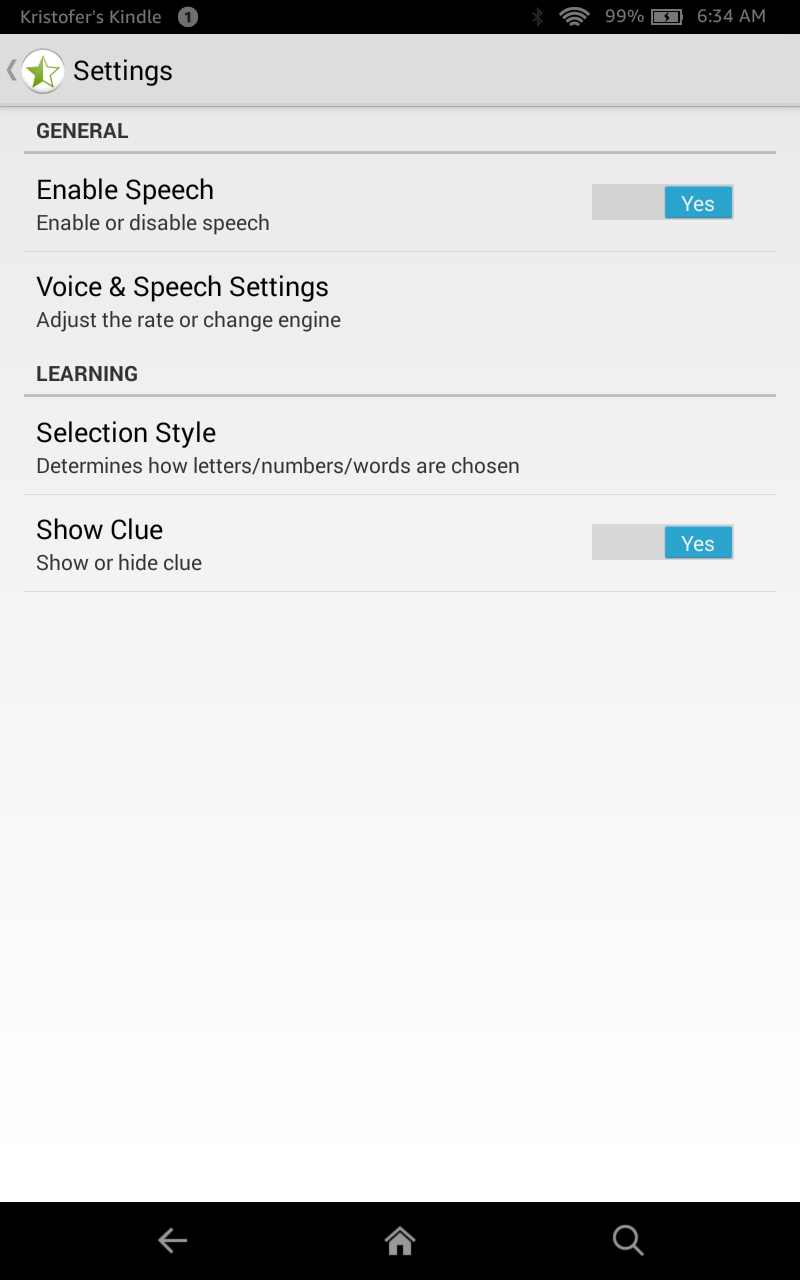 Kristofer's Kindle 1 99% 6:34 AM
Settings
GENERAL
Enable Speech
Yes
Enable or disable speech
Voice & Speech Settings
Adjust the rate or change engine
LEARNING
Selection Style
Determines how letters/numbers/words are chosen
Show Clue
Yes
Show or hide clue